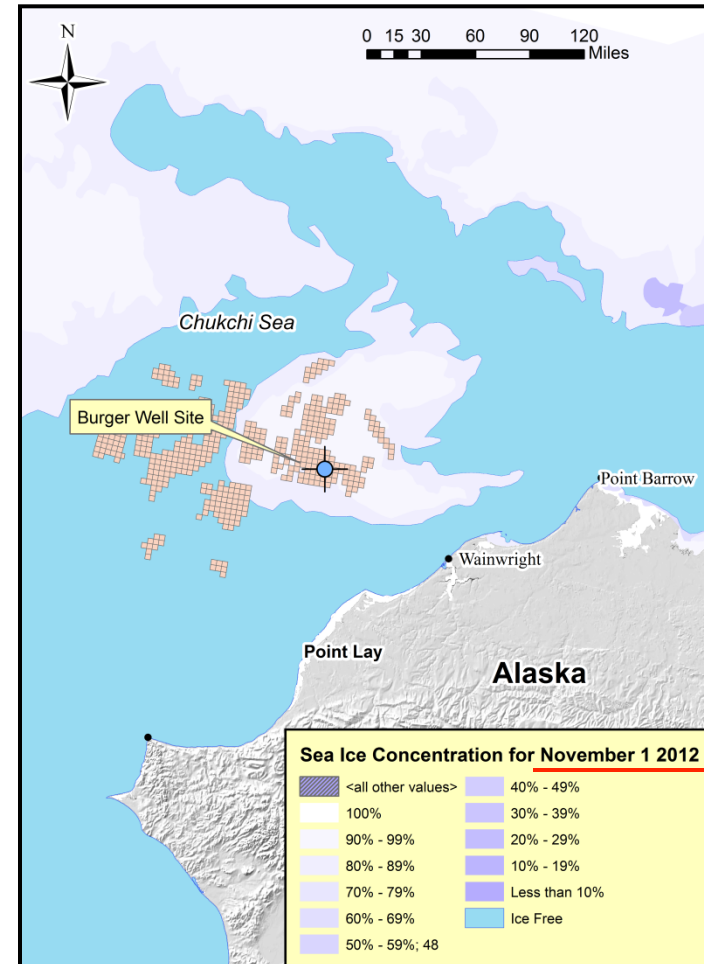 N
0 15 30 60 90 120
Miles
Chukchi Sea
Burger Well Site
Point Barrow
Wainwright
Point Lay
Alaska
Sea Ice Concentration for November 1 2012
<all other values>
100%
90% - 99%
80% - 89%
70% - 79%
60% - 69%
50% - 59%; 48
40% - 49%
30% - 39%
20% - 29%
10% - 19%
Less than 10%
Ice Free